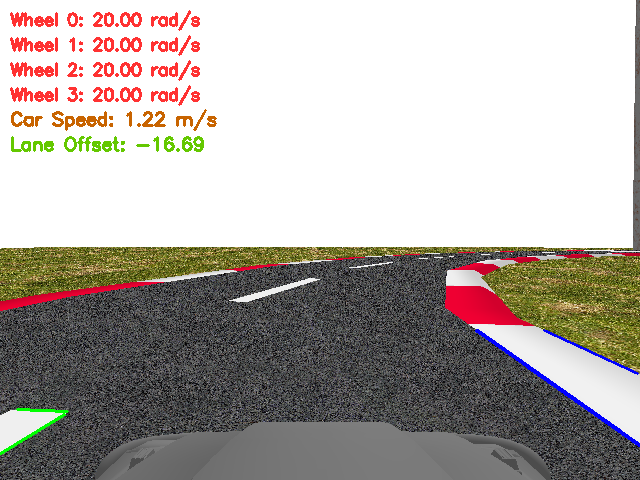 Wheel 0: 20.00 rad/s
Wheel 1: 20.00 rad/s
Wheel 2: 20.00 rad/s
Wheel 3: 20.00 rad/s
Car Speed: 1.22 m/s
Lane Offset: -16.69